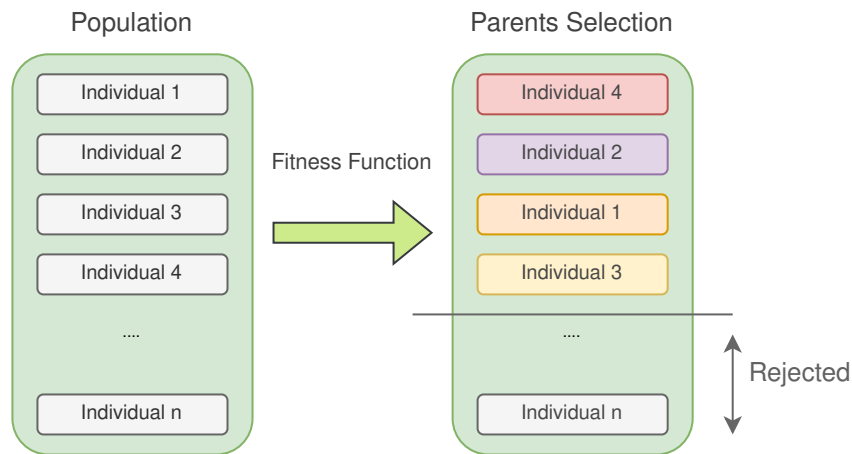 Population
Individual 1
Individual 2
Individual 3
Individual 4
....
Individual n
Fitness Function
Parents Selection
Individual 4
Individual 2
Individual 1
Individual 3
....
Individual n
Rejected